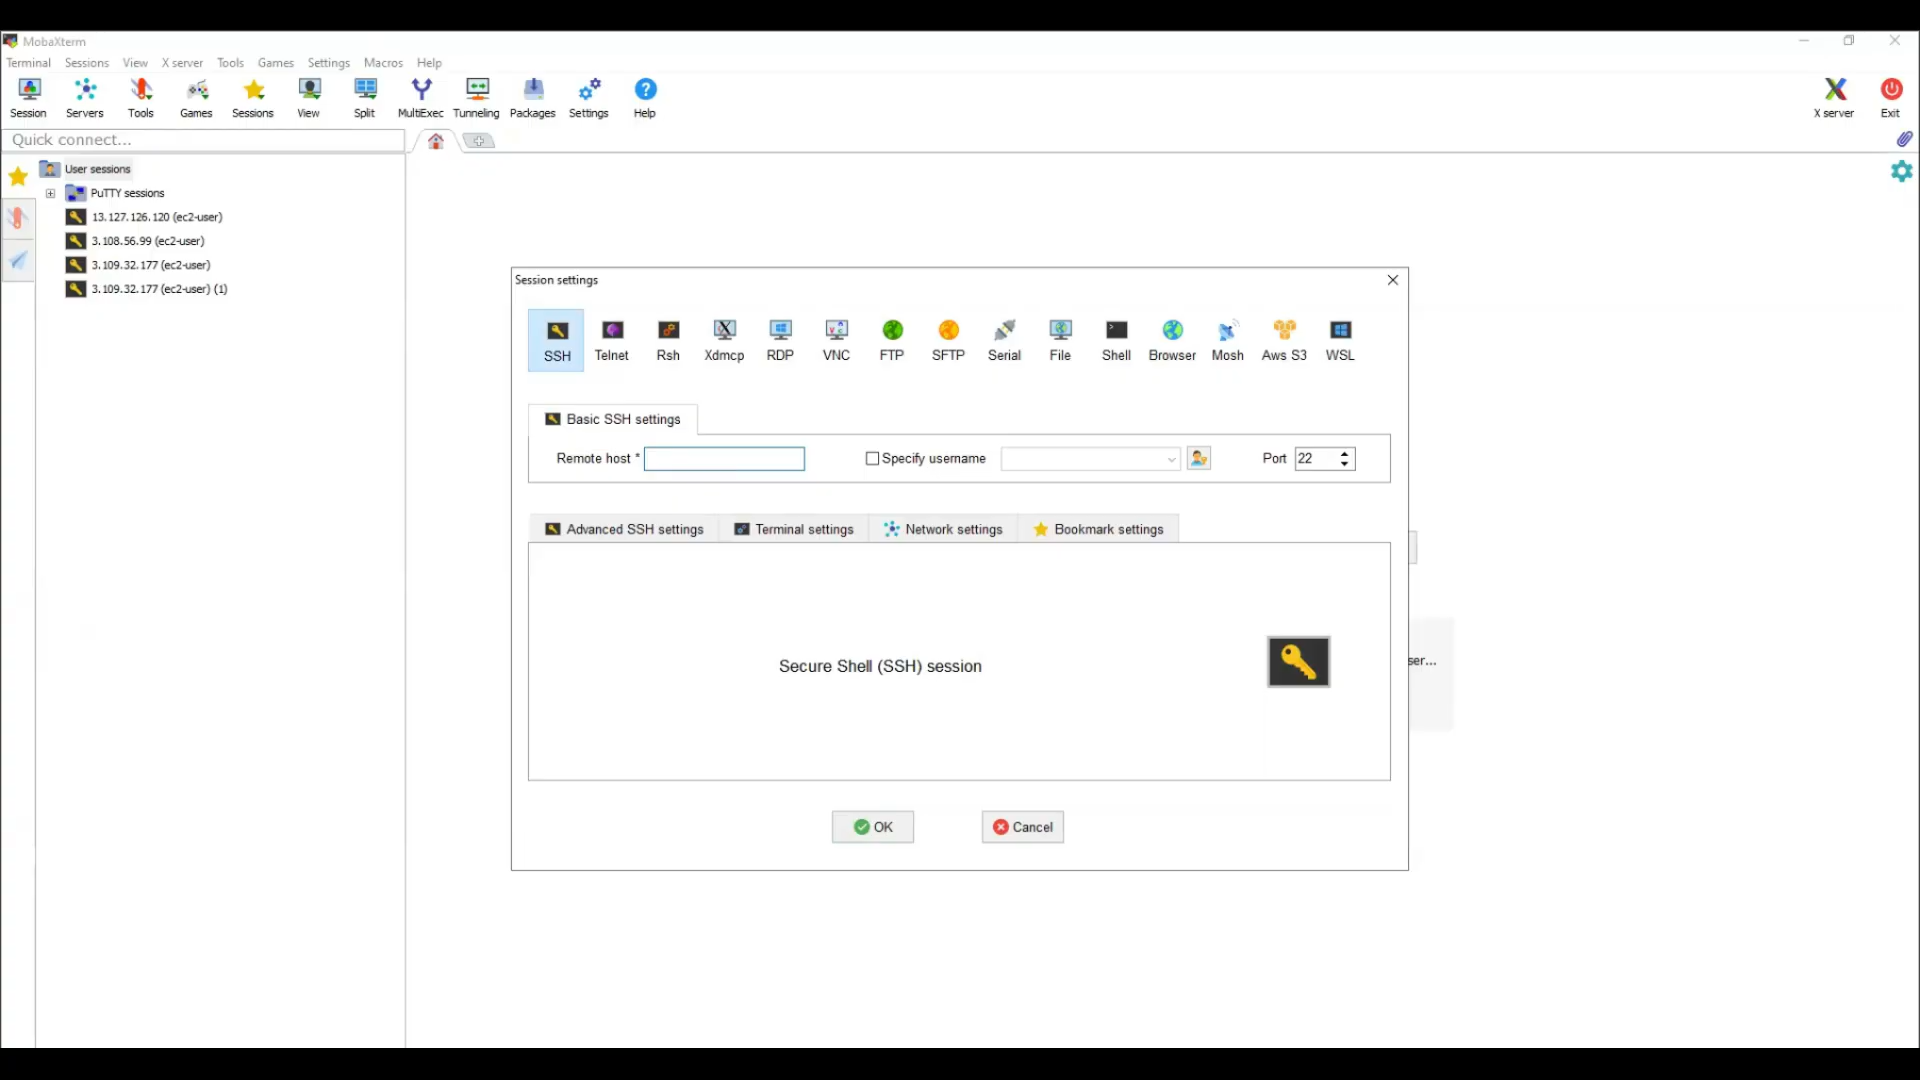 MobaXterm
Terminal Sessions View X server Tools Games Settings Macros Help
Session Servers Tools Games Sessions View Split MultiExec Tunneling Packages Settings Help X server Exit
Quick connect...
User sessions
PuTTY sessions
13.127.126.120 (ec2-user)
3.108.56.99 (ec2-user)
3.109.32.177 (ec2-user)
3.109.32.177 (ec2-user) (1)
Session settings
SSH Telnet Rsh Xdmcp RDP VNC FTP SFTP Serial File Shell Browser Mosh Aws S3 WSL
Basic SSH settings
Remote host * Specify username Port 22
Advanced SSH settings Terminal settings Network settings Bookmark settings
Secure Shell (SSH) session
ser...
OK Cancel